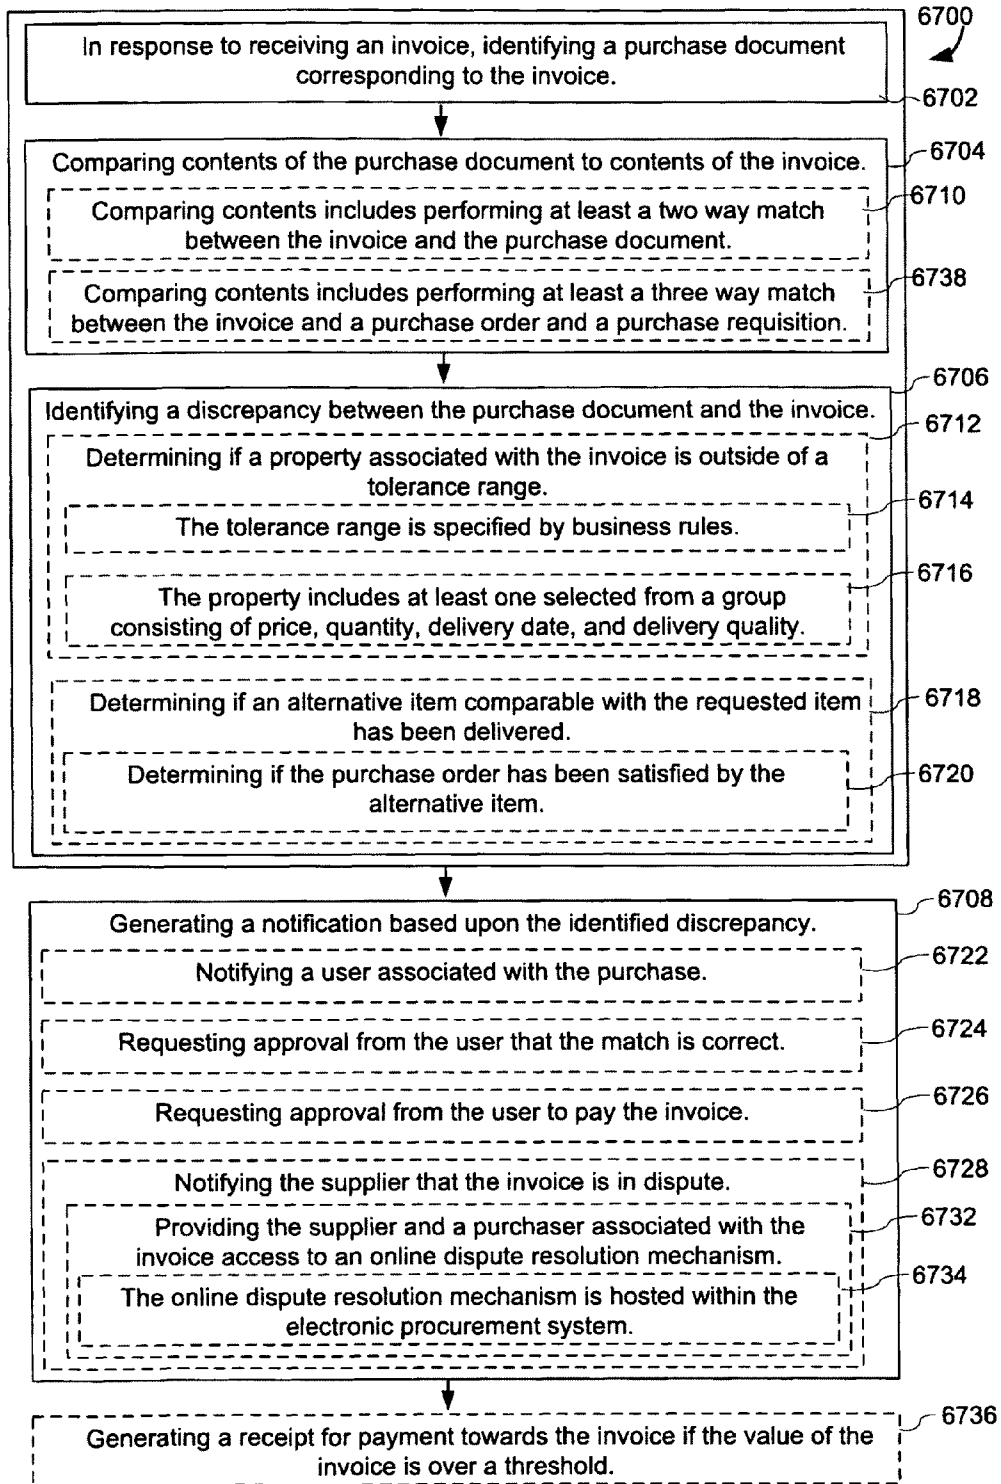 6700
In response to receiving an invoice, identifying a purchase document
corresponding to the invoice.
6702
Comparing contents of the purchase document to contents of the invoice.
6704
Comparing contents includes performing at least a two way match
between the invoice and the purchase document.
6710
Comparing contents includes performing at least a three way match
between the invoice and a purchase order and a purchase requisition.
6738
6706
Identifying a discrepancy between the purchase document and the invoice.
6712
Determining if a property associated with the invoice is outside of a
tolerance range.
6714
The tolerance range is specified by business rules.
6716
The property includes at least one selected from a group
consisting of price, quantity, delivery date, and delivery quality.
6718
Determining if an alternative item comparable with the requested item
has been delivered.
6720
Determining if the purchase order has been satisfied by the
alternative item.
6708
Generating a notification based upon the identified discrepancy.
6722
Notifying a user associated with the purchase.
6724
Requesting approval from the user that the match is correct.
6726
Requesting approval from the user to pay the invoice.
6728
Notifying the supplier that the invoice is in dispute.
6732
Providing the supplier and a purchaser associated with the
invoice access to an online dispute resolution mechanism.
6734
The online dispute resolution mechanism is hosted within the
electronic procurement system.
6736
Generating a receipt for payment towards the invoice if the value of the
invoice is over a threshold.